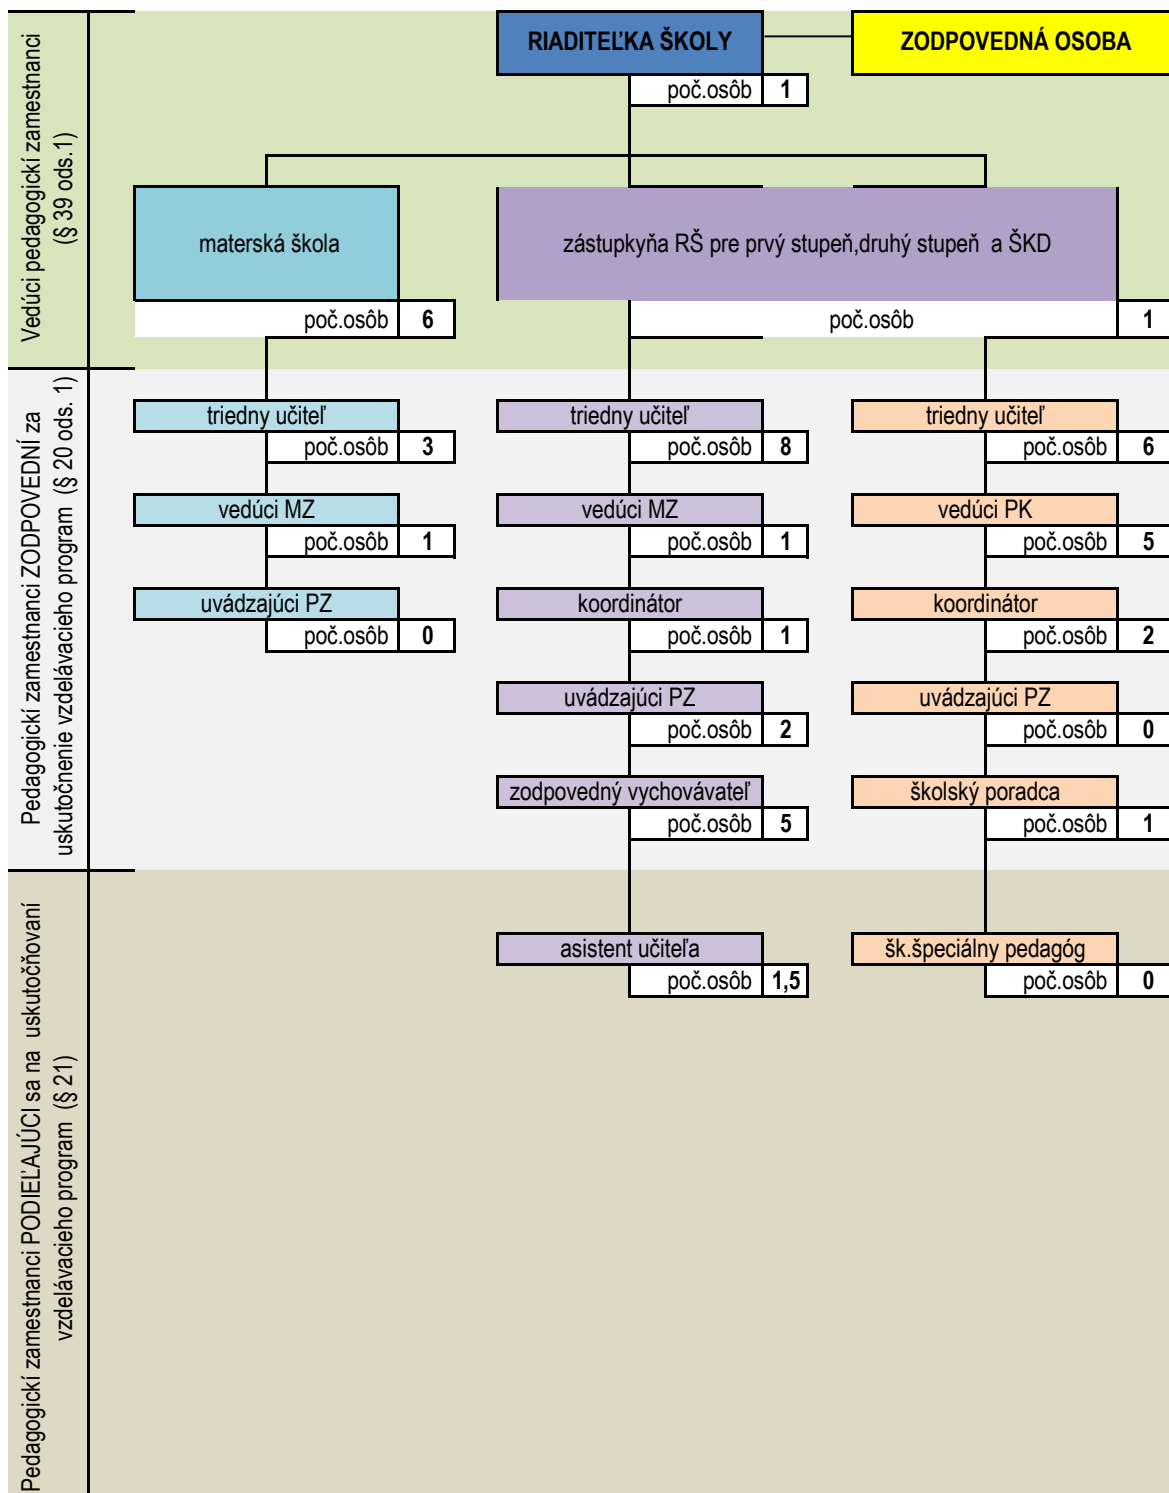 RIADITEĽKA ŠKOLY
ZODPOVEDNÁ OSOBA
poč.osôb 1
Vedúci pedagogickí zamestnanci
(§ 39 ods.1)
materská škola
zástupkyňa RŠ pre prvý stupeň,druhý stupeň a ŠKD
poč.osôb 6
poč.osôb 1
Pedagogickí zamestnanci ZODPOVEDNÍ za
uskutočnenie vzdelávacieho program (§ 20 ods. 1)
triedny učiteľ
triedny učiteľ
triedny učiteľ
poč.osôb 3
poč.osôb 8
poč.osôb 6
vedúci MZ
vedúci MZ
vedúci PK
poč.osôb 1
poč.osôb 1
poč.osôb 5
uvádzajúci PZ
koordinátor
koordinátor
poč.osôb 0
poč.osôb 1
poč.osôb 2
uvádzajúci PZ
uvádzajúci PZ
poč.osôb 2
poč.osôb 0
zodpovedný vychovávateľ
školský poradca
poč.osôb 5
poč.osôb 1
Pedagogickí zamestnanci PODIEĽAJÚCI sa na uskutočňovaní
vzdelávacieho program (§ 21)
asistent učiteľa
šk.špeciálny pedagóg
poč.osôb 1,5
poč.osôb 0